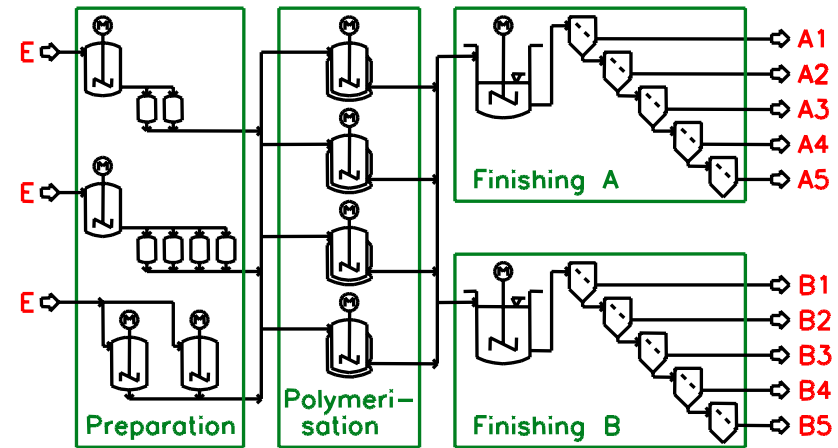 M
M
A1
E
A2
M
A3
A4
M
Finishing A
A5
E
M
M
B1
E
B2
M
M
M
B3
B4
Preparation
Polymeri-
sation
Finishing B
B5